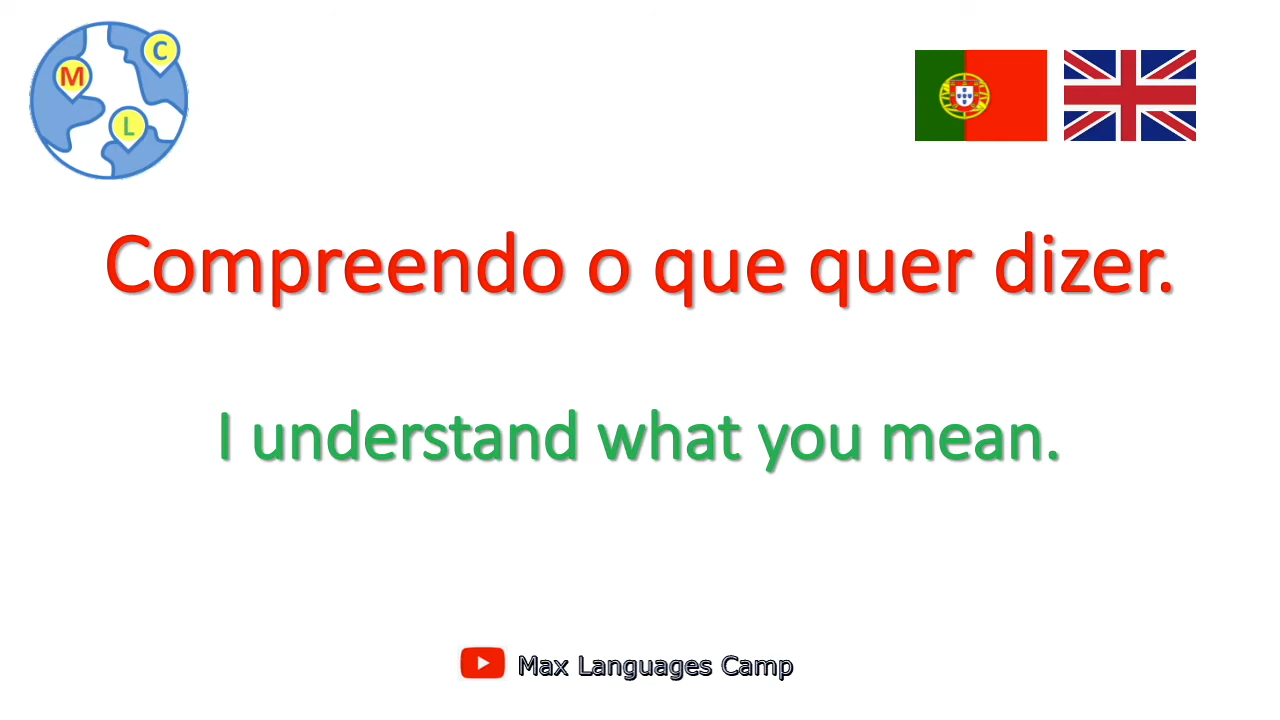 C
M
L
Compreendo o que quer dizer.
I understand what you mean.
Max Languages Camp